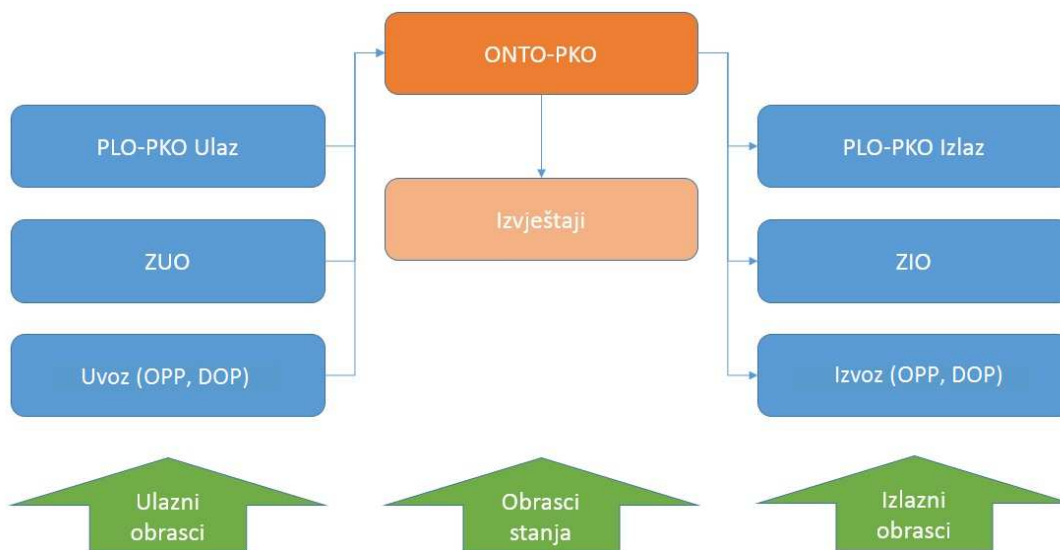 ONTO-PKO
PLO-PKO Ulaz
PLO-PKO Izlaz
Izvještaji
ZUO
ZIO
Uvoz (OPP, DOP)
Izvoz (OPP, DOP)
Ulazni
obrasci
Obrasci
stanja
Izlazni
obrasci